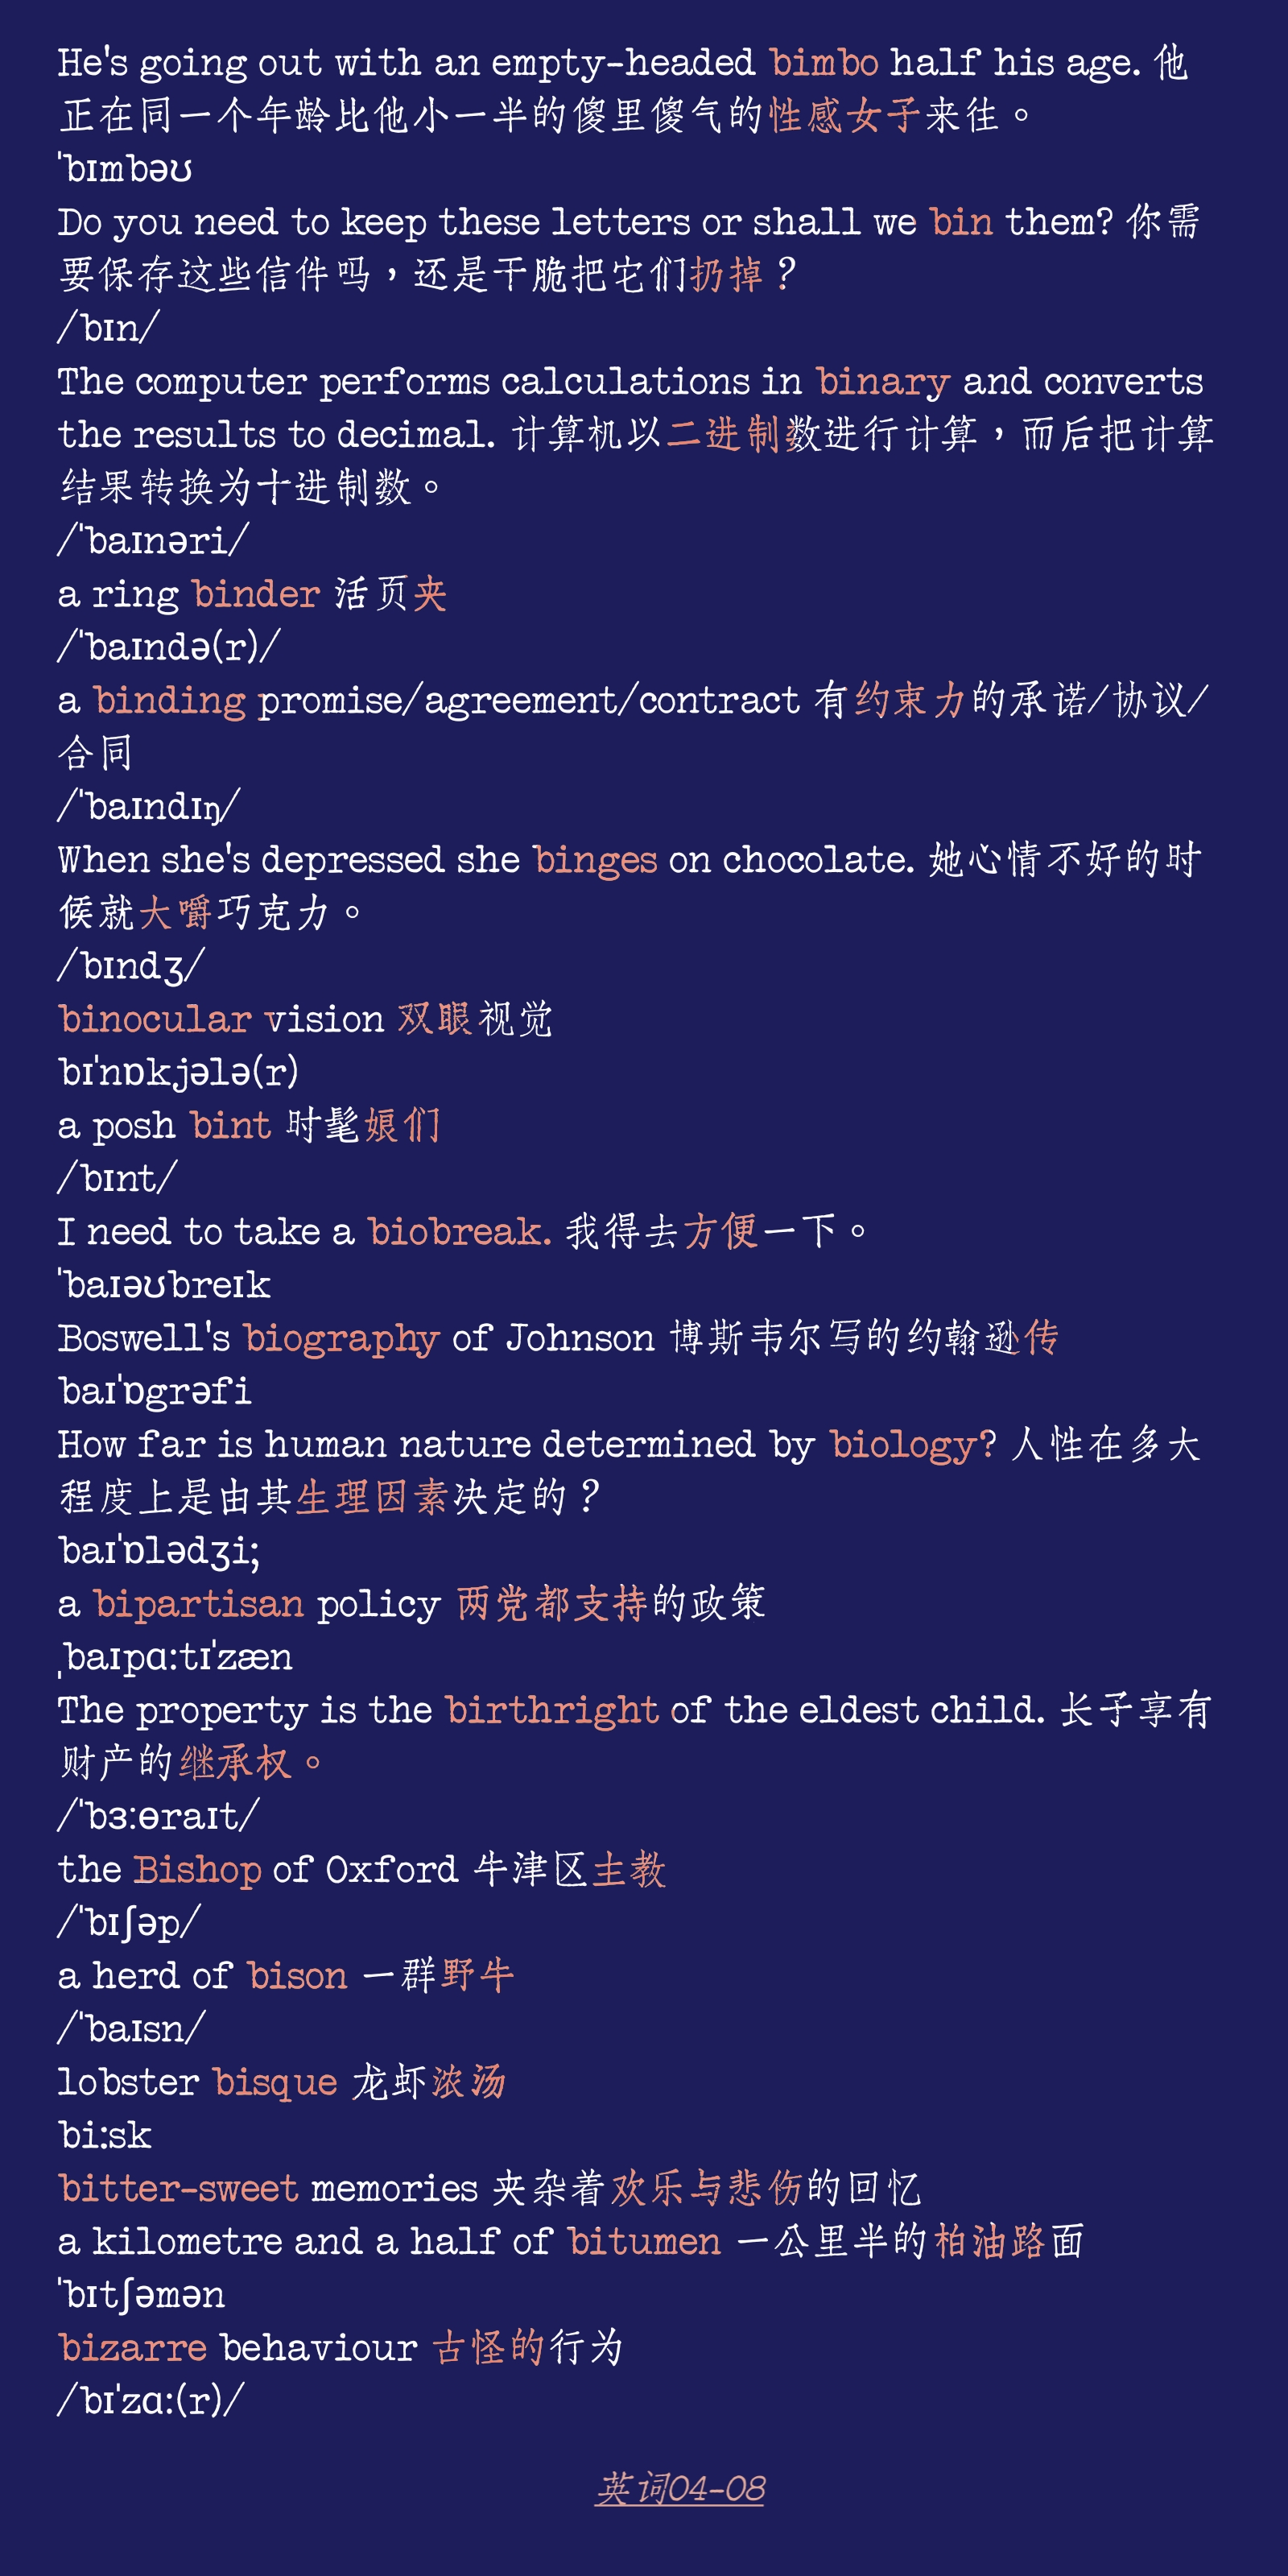 He's going out with an empty-headed bimbo half his age. 他
正在同一个年龄比他小一半的傻里傻气的性感女子来往。
ˈbɪmbəʊ
Do you need to keep these letters or shall we bin them? 你需
要保存这些信件吗，还是干脆把它们扔掉？
/bɪn/
The computer performs calculations in binary and converts
the results to decimal. 计算机以二进制数进行计算，而后把计算
结果转换为十进制数。
/ˈbaɪnəri/
a ring binder 活页夹
/ˈbaɪndə(r)/
a binding promise/agreement/contract 有约束力的承诺/协议/
合同
/ˈbaɪndɪŋ/
When she's depressed she binges on chocolate. 她心情不好的时
候就大嚼巧克力。
/bɪndʒ/
binocular vision 双眼视觉
bɪˈnɒkjələ(r)
a posh bint 时髦娘们
/bɪnt/
I need to take a biobreak. 我得去方便一下。
ˈbaɪəʊbreɪk
Boswell's biography of Johnson 博斯韦尔写的约翰逊传
baɪˈɒɡrəfi
How far is human nature determined by biology? 人性在多大
程度上是由其生理因素决定的？
baɪˈɒlədʒi;
a bipartisan policy 两党都支持的政策
ˌbaɪpɑːtɪˈzæn
The property is the birthright of the eldest child. 长子享有
财产的继承权。
/ˈbɜːθraɪt/
the Bishop of Oxford 牛津区主教
/ˈbɪʃəp/
a herd of bison 一群野牛
/ˈbaɪsn/
lobster bisque 龙虾浓汤
biːsk
bitter-sweet memories 夹杂着欢乐与悲伤的回忆
a kilometre and a half of bitumen 一公里半的柏油路面
ˈbɪtʃəmən
bizarre behaviour 古怪的行为
/bɪˈzɑː(r)/
英词04-08